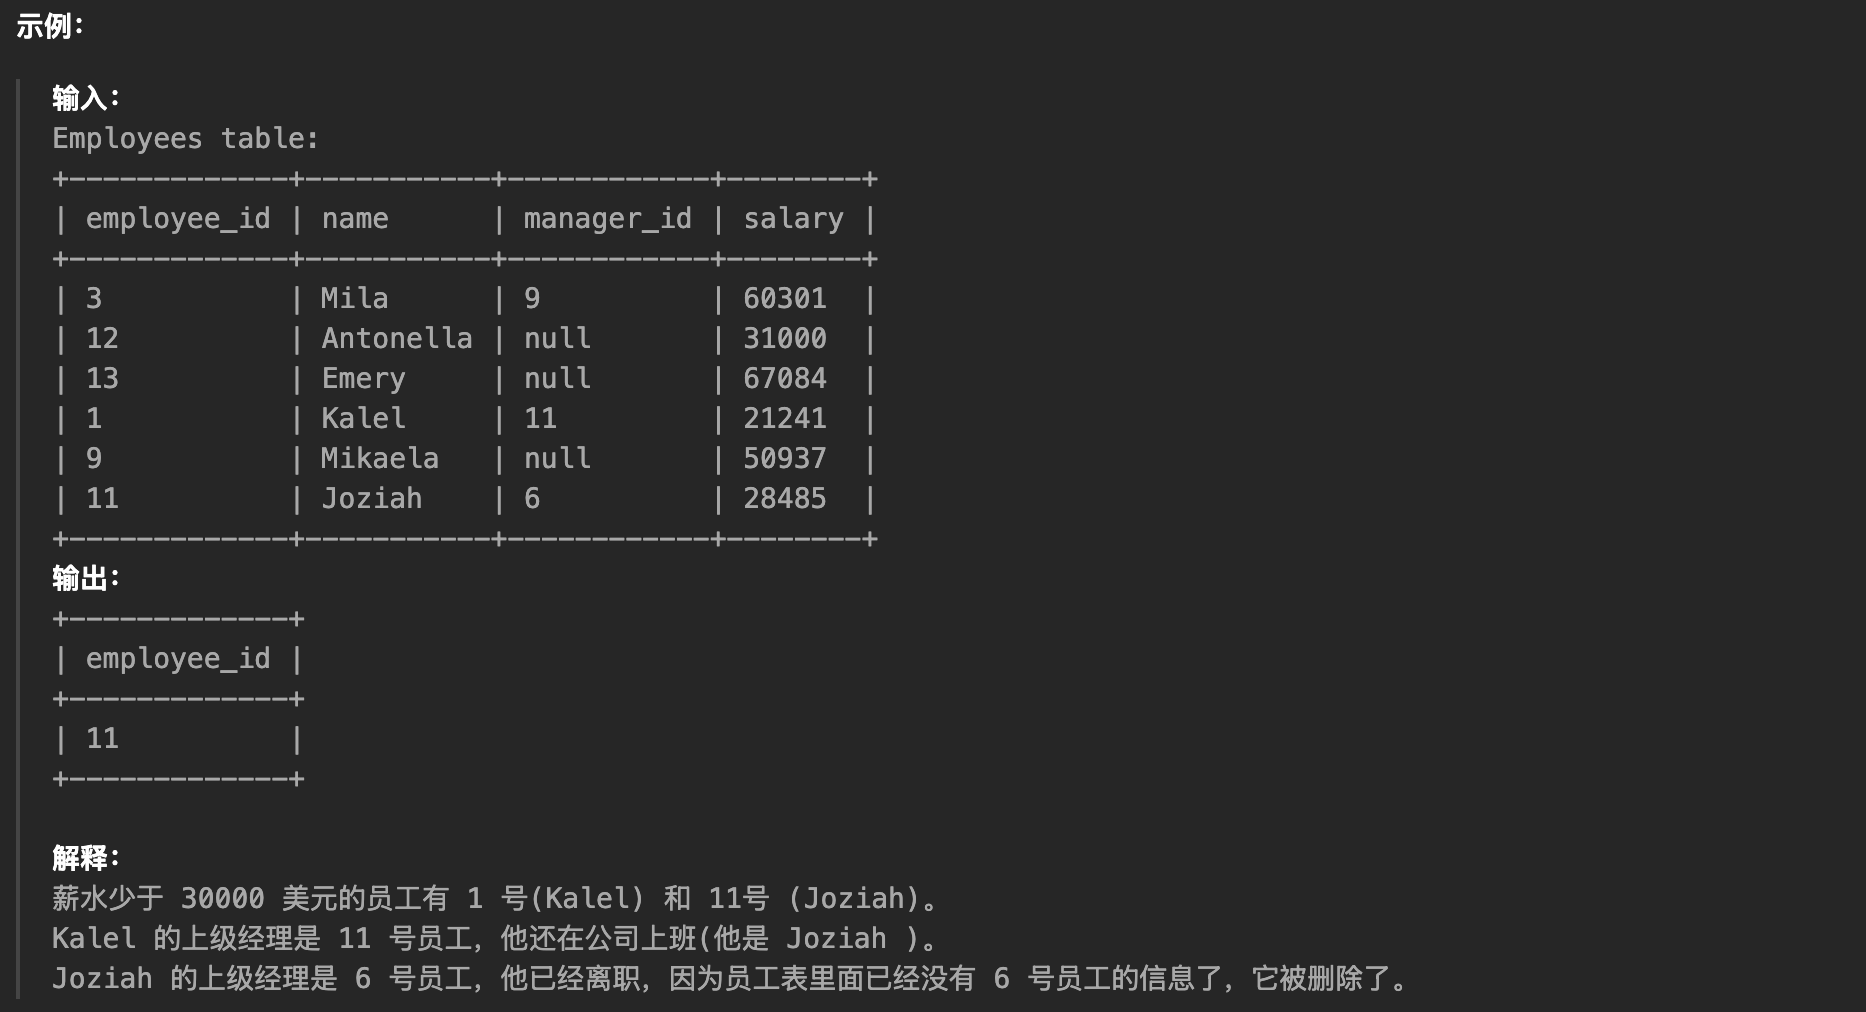 示例：
输入：
Employees table:
+-------------+-----------+------------+--------+
| employee_id | name      | manager_id | salary |
+-------------+-----------+------------+--------+
| 3           | Mila      | 9          | 60301  |
| 12          | Antonella | null       | 31000  |
| 13          | Emery     | null       | 67084  |
| 1           | Kalel     | 11         | 21241  |
| 9           | Mikaela   | null       | 50937  |
| 11          | Joziah    | 6          | 28485  |
+-------------+-----------+------------+--------+
输出：
+-------------+
| employee_id |
+-------------+
| 11          |
+-------------+
解释：
薪水少于 30000 美元的员工有 1 号(Kalel) 和 11号 (Joziah)。
Kalel 的上级经理是 11 号员工，他还在公司上班(他是 Joziah )。
Joziah 的上级经理是 6 号员工，他已经离职，因为员工表里面已经没有 6 号员工的信息了，它被删除了。